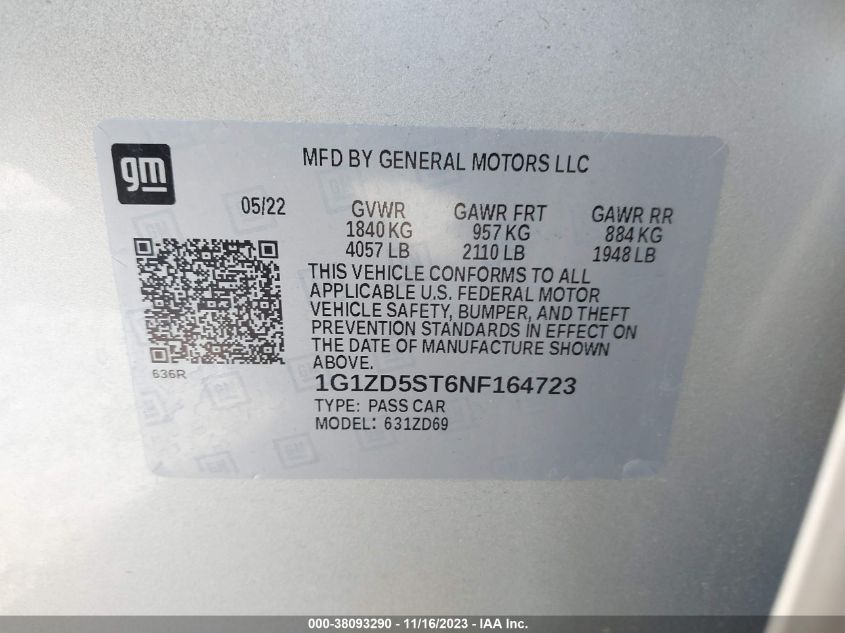 gm
MFD BY GENERAL MOTORS LLC
05/22
GVWR GAWR FRT GAWR RR
1840 KG 957 KG 884 KG
4057 LB 2110 LB 1948 LB
THIS VEHICLE CONFORMS TO ALL
APPLICABLE U.S. FEDERAL MOTOR
VEHICLE SAFETY, BUMPER, AND THEFT
PREVENTION STANDARDS IN EFFECT ON
THE DATE OF MANUFACTURE SHOWN
ABOVE.
636R
1G1ZD5ST6NF164723
TYPE: PASS CAR
MODEL: 631ZD69
000-38093290 - 11/16/2023 - IAA Inc.